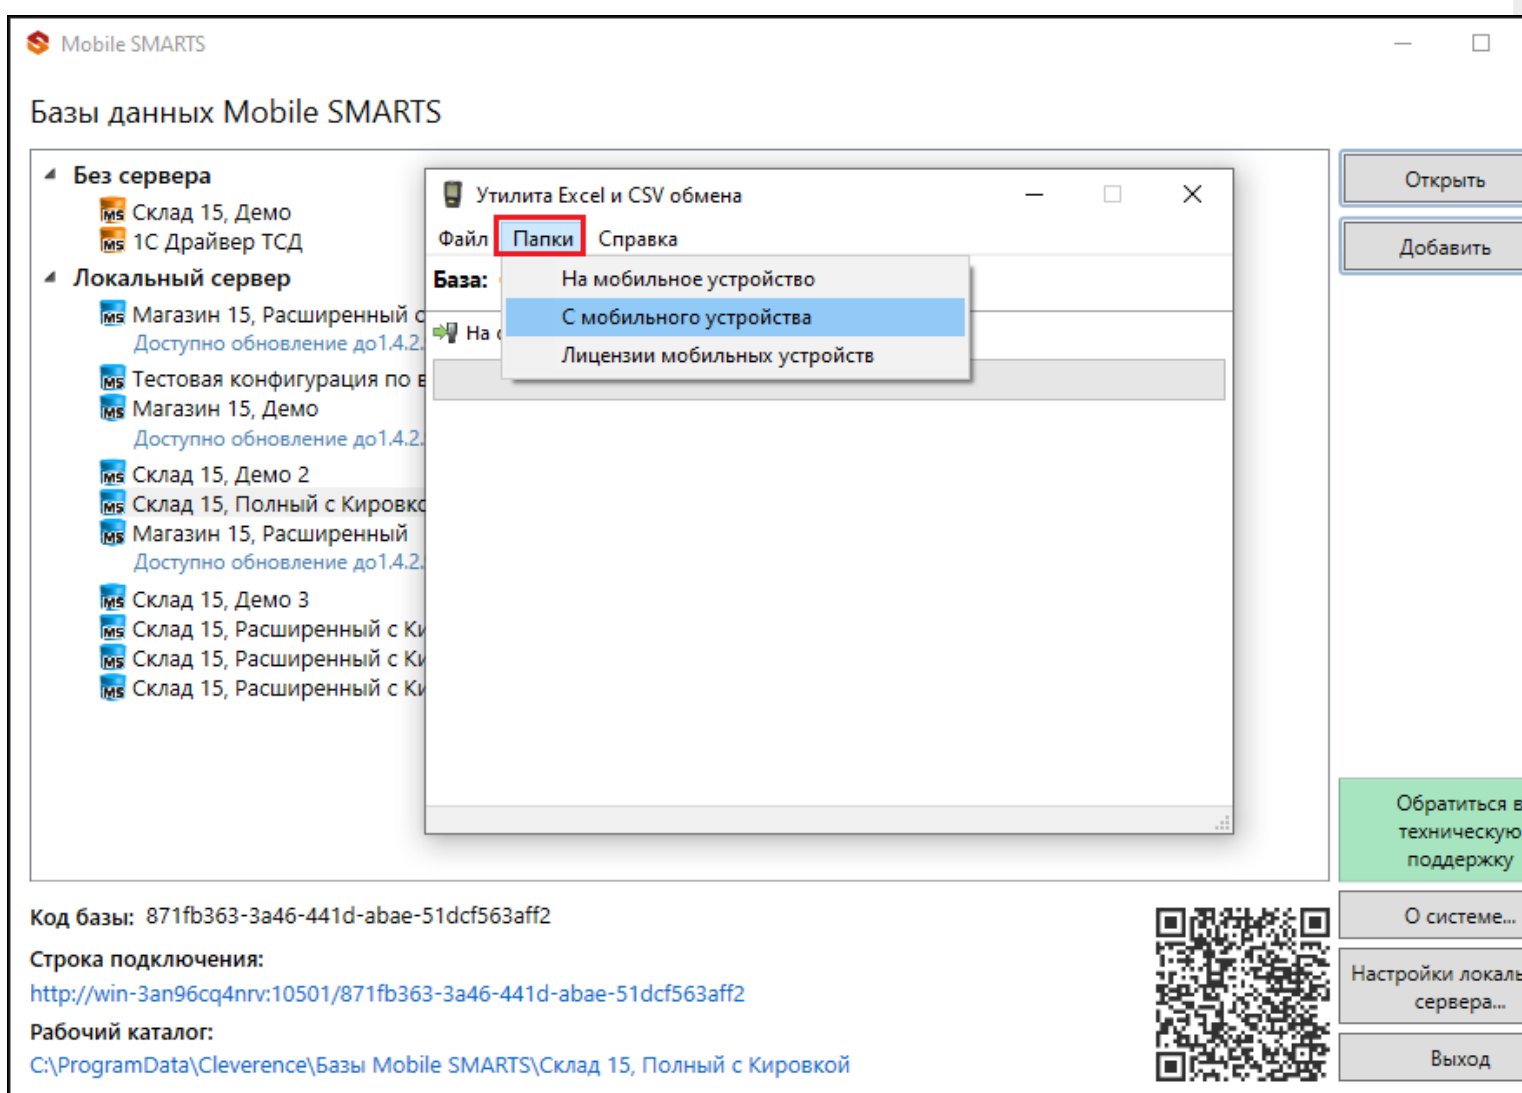 Mobile SMARTS
Базы данных Mobile SMARTS
Без сервера
Склад 15, Демо
1С Драйвер ТСД
Локальный сервер
Магазин 15, Расширенный с
Доступно обновление до1.4.2.
Тестовая конфигурация по в
Магазин 15, Демо
Доступно обновление до1.4.2.
Склад 15, Демо 2
Склад 15, Полный с Кировко
Магазин 15, Расширенный
Доступно обновление до1.4.2.
Склад 15, Демо 3
Склад 15, Расширенный с Ки
Склад 15, Расширенный с Ки
Склад 15, Расширенный с Ки
Утилита Excel и CSV обмена
Файл Папки Справка
База:
На мобильное устройство
С мобильного устройства
На
Лицензии мобильных устройств
Открыть
Добавить
Обратиться в
техническую
поддержку
О системе...
Настройки локаль
сервера...
Выход
Код базы: 871fb363-3a46-441d-abae-51dcf563aff2
Строка подключения:
http://win-3an96cq4nrv:10501/871fb363-3a46-441d-abae-51dcf563aff2
Рабочий каталог:
C:\ProgramData\Cleverence\Базы Mobile SMARTS\Склад 15, Полный с Кировкой